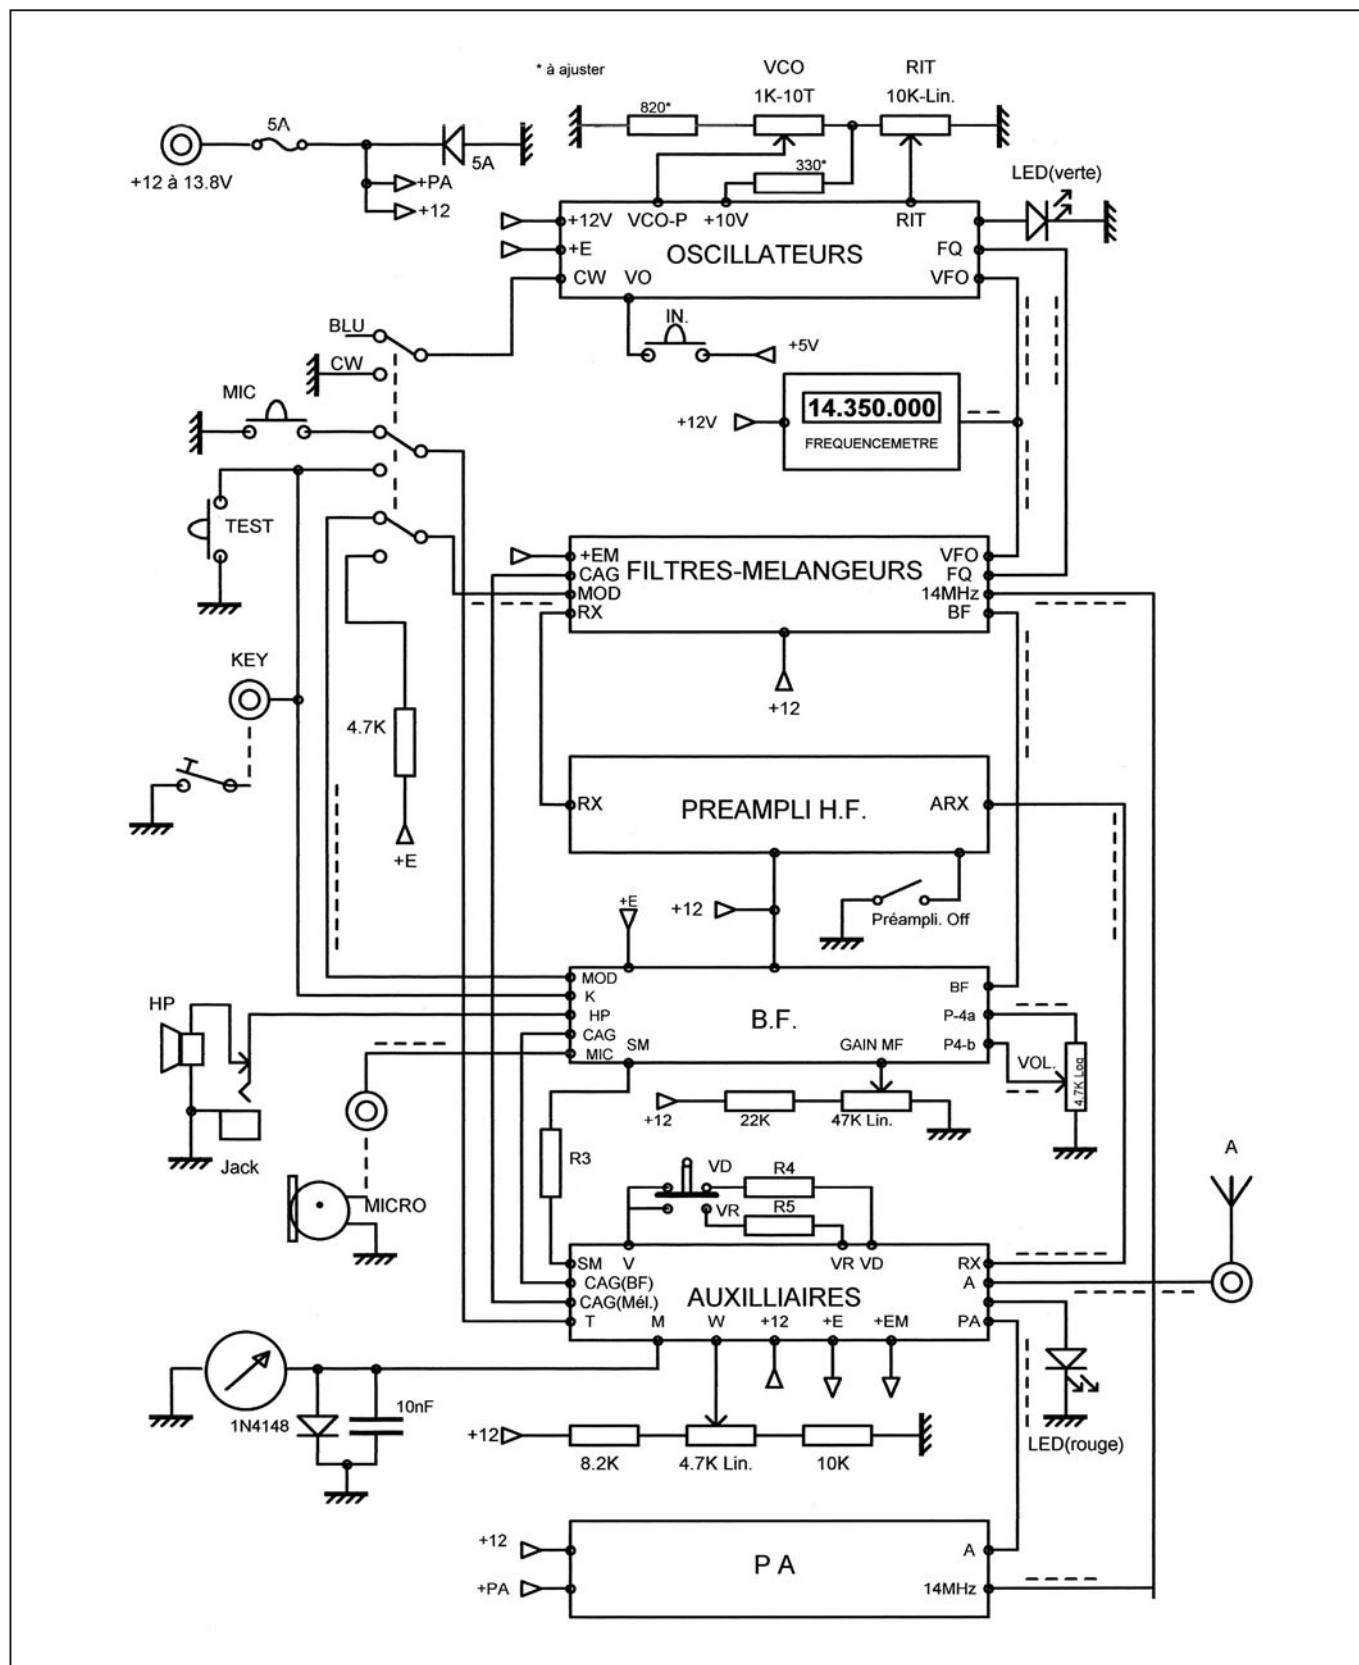 * à ajuster
VCO
RIT
1K-10T
10K-Lin.
820*
5A
5A
330*
+12 à 13.8V
+PA
+12
LED(verte)
+12V
VCO-P
+10V
RIT
+E
OSCILLATEURS
FQ
CW
VO
VFO
BLU
IN.
+5V
CW
MIC
14.350.000
+12V
FREQUENCEMETRE
TEST
+EM
VFO
CAG
FILTRES-MELANGEURS
FQ
MOD
14MHz
RX
BF
KEY
+12
4.7K
RX
PREAMPLI H.F.
ARX
+E
+E
+12
Préampli. Off
MOD
BF
K
HP
HP
B.F.
P-4a
CAG
SM
GAIN MF
P4-b
VOL.
MIC
4.7K Log
+12
22K
47K Lin.
R3
Jack
A
VD
R4
MICRO
VR
R5
SM
V
VR
VD
RX
CAG(BF)
A
CAG(Mél.)
AUXILLIAIRES
T
M
W
+12
+E
+EM
PA
10nF
1N4148
+12
LED(rouge)
8.2K
4.7K Lin.
10K
+12
A
PA
+PA
14MHz